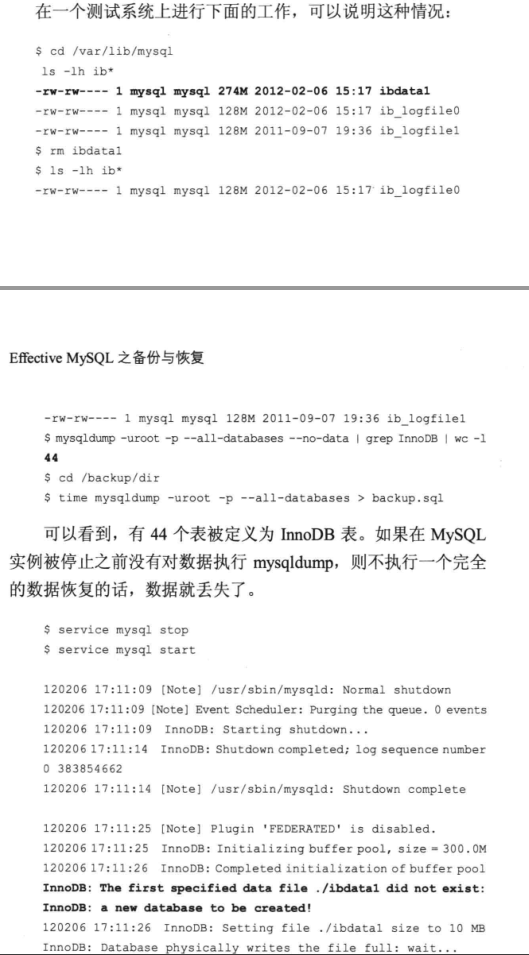 在一个测试系统上进行下面的工作，可以说明这种情况：
$ cd /var/lib/mysql
ls -lh ib*
-rw-rw---- 1 mysql mysql 274M 2012-02-06 15:17 ibdata1
-rw-rw---- 1 mysql mysql 128M 2012-02-06 15:17 ib_logfile0
-rw-rw---- 1 mysql mysql 128M 2011-09-07 19:36 ib_logfile1
$ rm ibdata1
$ ls -lh ib*
-rw-rw---- 1 mysql mysql 128M 2012-02-06 15:17 ib_logfile0
Effective MySQL 之备份与恢复
-rw-rw---- 1 mysql mysql 128M 2011-09-07 19:36 ib_logfile1
$ mysqldump -uroot -p --all-databases --no-data | grep InnoDB | wc -l
44
$ cd /backup/dir
$ time mysqldump -uroot -p --all-databases > backup.sql
可以看到，有 44 个表被定义为 InnoDB 表。如果在 MySQL
实例被停止之前没有对数据执行 mysqldump，则不执行一个完全
的数据恢复的话，数据就丢失了。
$ service mysql stop
$ service mysql start
120206 17:11:09 [Note] /usr/sbin/mysqld: Normal shutdown
120206 17:11:09 [Note] Event Scheduler: Purging the queue. 0 events
120206 17:11:09 InnoDB: Starting shutdown...
120206 17:11:14 InnoDB: Shutdown completed; log sequence number
0 383854662
120206 17:11:14 [Note] /usr/sbin/mysqld: Shutdown complete
120206 17:11:25 [Note] Plugin 'FEDERATED' is disabled.
120206 17:11:25 InnoDB: Initializing buffer pool, size = 300.0M
120206 17:11:26 InnoDB: Completed initialization of buffer pool
InnoDB: The first specified data file ./ibdata1 did not exist:
InnoDB: a new database to be created!
120206 17:11:26 InnoDB: Setting file ./ibdata1 size to 10 MB
InnoDB: Database physically writes the file full: wait...